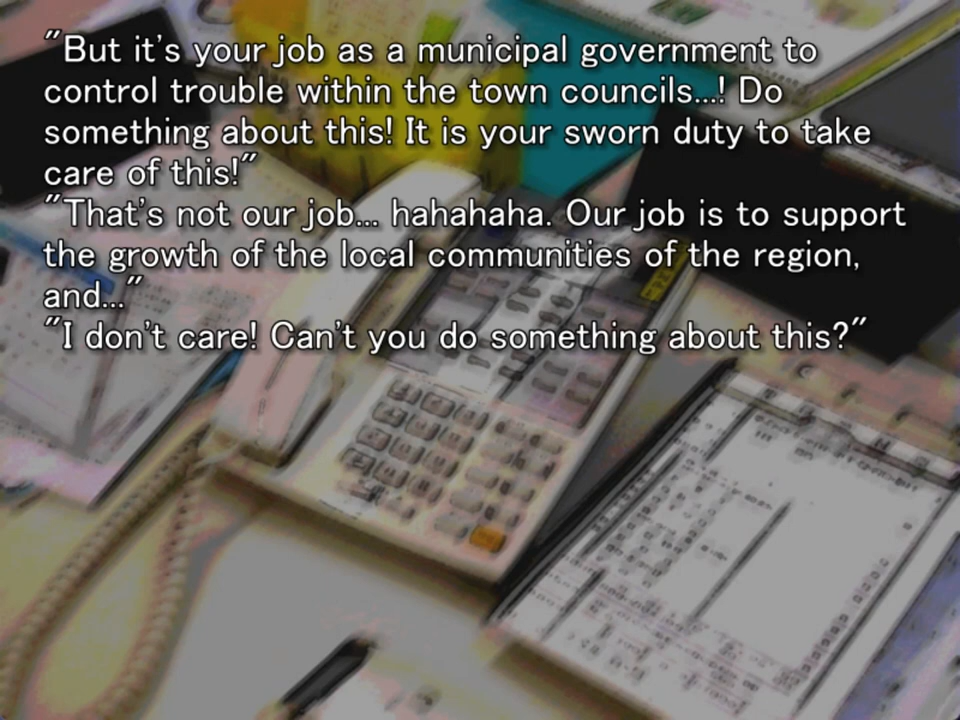 "But it's your job as a municipal government to
control trouble within the town councils...! Do
something about this! It is your sworn duty to take
care of this!"
"That's not our job... hahahaha. Our job is to support
the growth of the local communities of the region,
and..."
"I don't care! Can't you do something about this?"